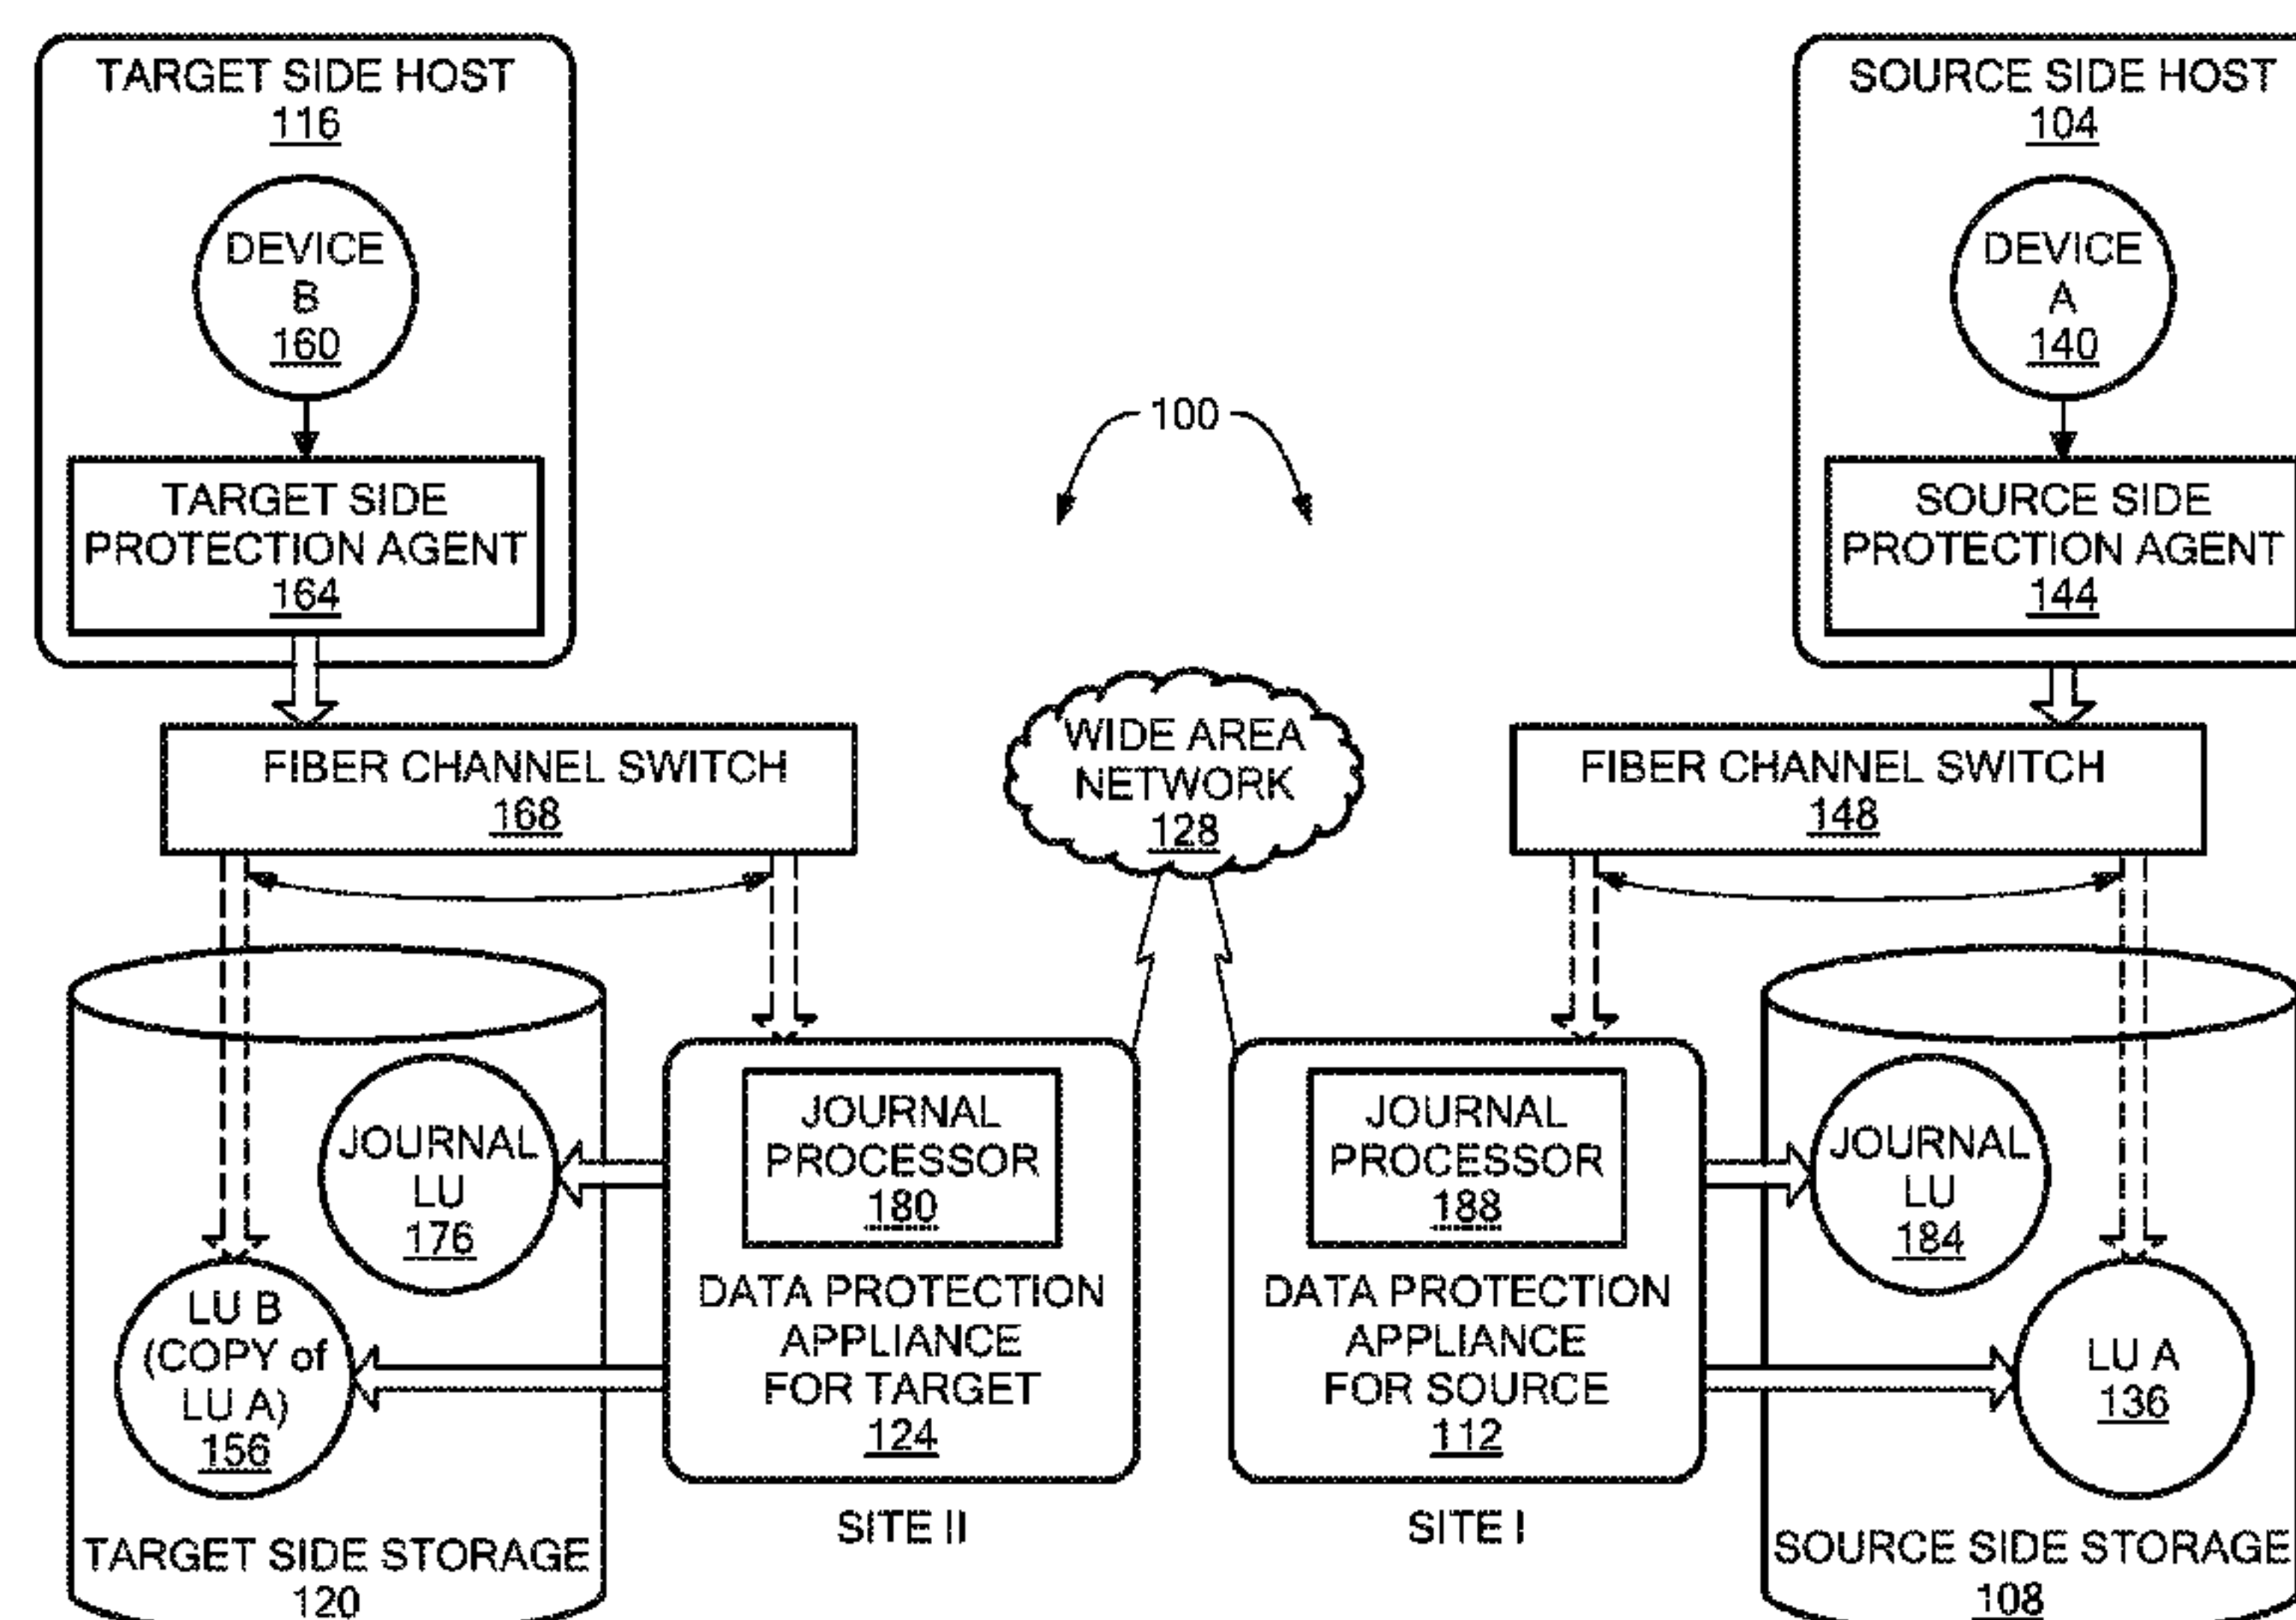 TARGET SIDE HOST
116
DEVICE
B
160
TARGET SIDE
PROTECTION AGENT
164
SOURCE SIDE HOST
104
DEVICE
A
140
SOURCE SIDE
PROTECTION AGENT
144
100
FIBER CHANNEL SWITCH
168
WIDE AREA
NETWORK
128
FIBER CHANNEL SWITCH
148
JOURNAL
LU
176
LU B
(COPY of
LU A)
156
TARGET SIDE STORAGE
120
JOURNAL
PROCESSOR
180
DATA PROTECTION
APPLIANCE
FOR TARGET
124
SITE II
JOURNAL
PROCESSOR
188
DATA PROTECTION
APPLIANCE
FOR SOURCE
112
SITE I
JOURNAL
LU
184
LU A
136
SOURCE SIDE STORAGE
108